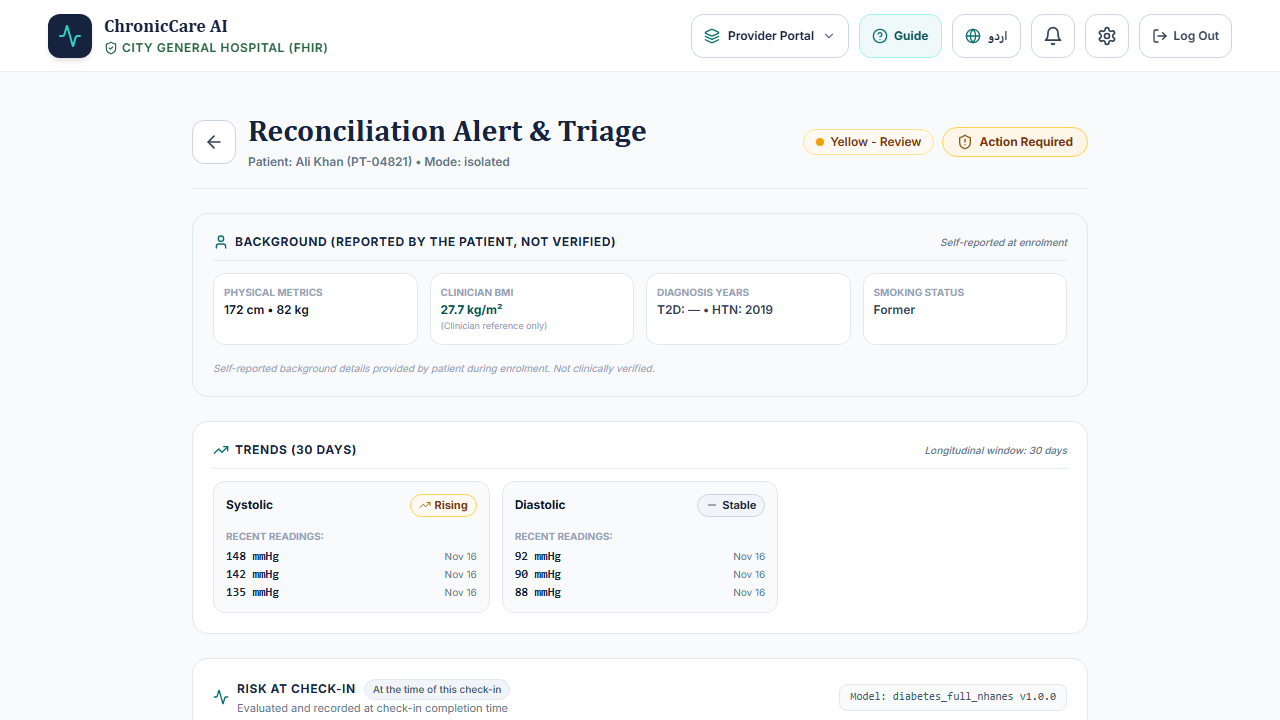 ChronicCare AI
CITY GENERAL HOSPITAL (FHIR)
Provider Portal
Guide
اردو
Log Out
Reconciliation Alert & Triage
Patient: Ali Khan (PT-04821) • Mode: isolated
Yellow - Review
Action Required
BACKGROUND (REPORTED BY THE PATIENT, NOT VERIFIED)
Self-reported at enrolment
PHYSICAL METRICS
172 cm • 82 kg
CLINICIAN BMI
27.7 kg/m²
(Clinician reference only)
DIAGNOSIS YEARS
T2D: — • HTN: 2019
SMOKING STATUS
Former
Self-reported background details provided by patient during enrolment. Not clinically verified.
TRENDS (30 DAYS)
Longitudinal window: 30 days
Systolic
Rising
RECENT READINGS:
148 mmHg Nov 16
142 mmHg Nov 16
135 mmHg Nov 16
Diastolic
Stable
RECENT READINGS:
92 mmHg Nov 16
90 mmHg Nov 16
88 mmHg Nov 16
RISK AT CHECK-IN
At the time of this check-in
Evaluated and recorded at check-in completion time
Model: diabetes_full_nhanes v1.0.0